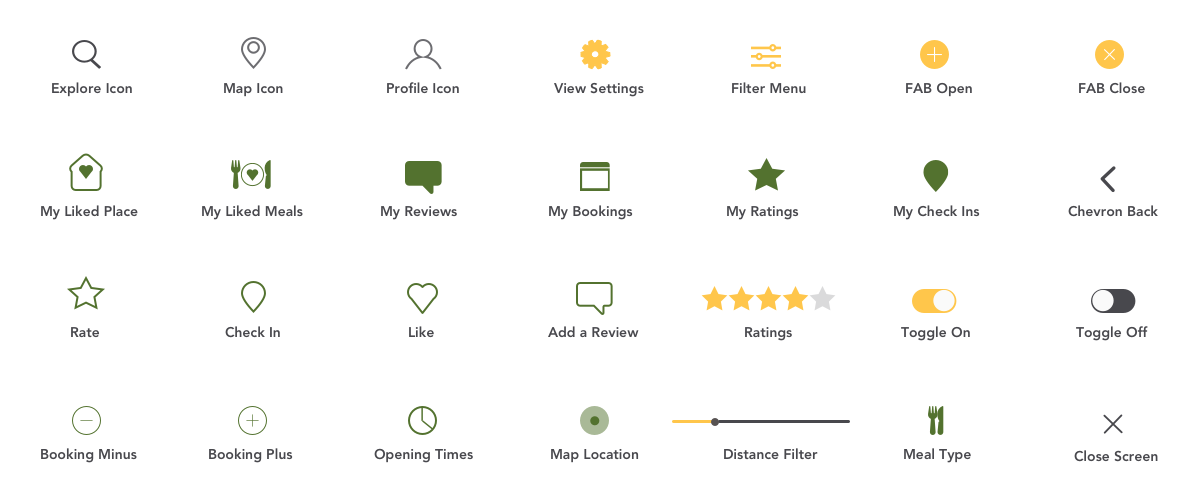 Explore Icon
Map Icon
Profile Icon
View Settings
Filter Menu
FAB Open
FAB Close
My Liked Place
My Liked Meals
My Reviews
My Bookings
My Ratings
My Check Ins
Chevron Back
Rate
Check In
Like
Add a Review
Ratings
Toggle On
Toggle Off
Booking Minus
Booking Plus
Opening Times
Map Location
Distance Filter
Meal Type
Close Screen